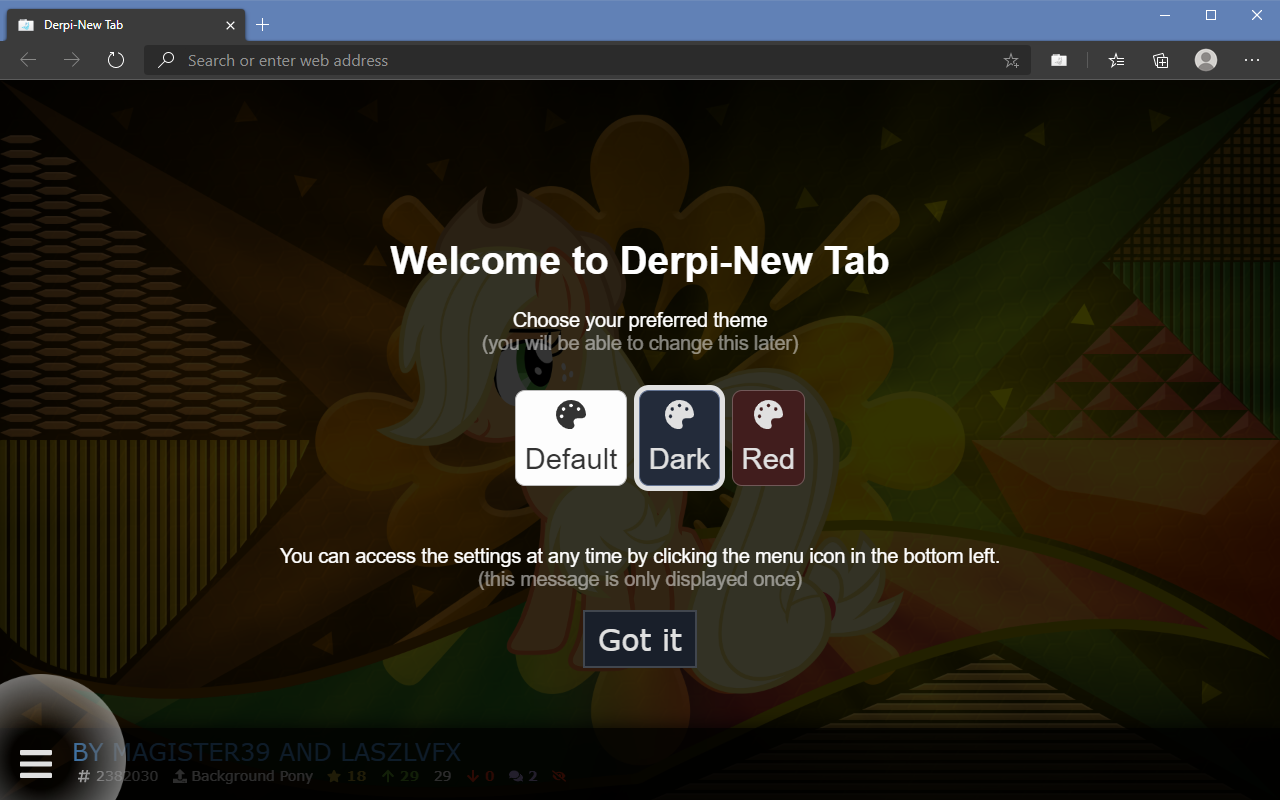 Derpi-New Tab
Search or enter web address
Welcome to Derpi-New Tab
Choose your preferred theme
(you will be able to change this later)
Default Dark Red
You can access the settings at any time by clicking the menu icon in the bottom left.
(this message is only displayed once)
Got it
BY MAGISTER39 AND LASZLVFX
# 2382030 Background Pony 18 29 29 0 2